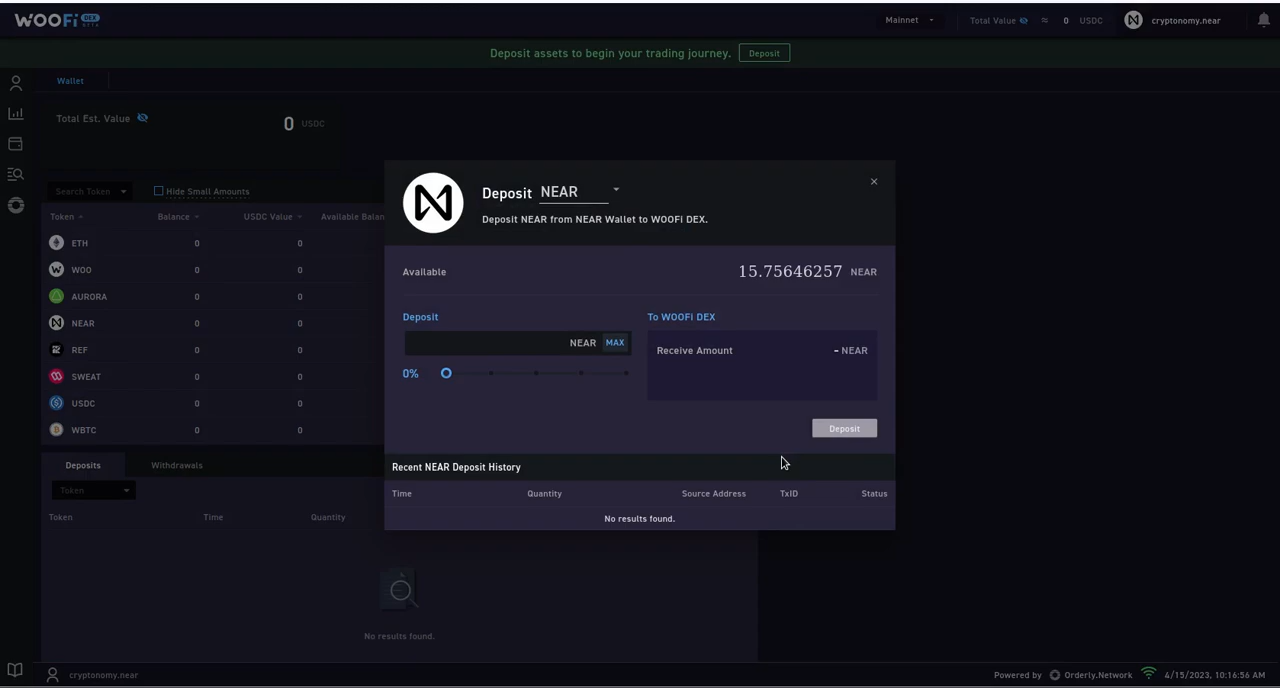 WOOFi DEX BETA
Mainnet
Total Value ≈ 0 USDC
cryptonomy.near
Deposit assets to begin your trading journey. Deposit
Wallet
Total Est. Value
0 USDC
Search Token
Hide Small Amounts
Token Balance USDC Value Available Balan
ETH 0 0
WOO 0 0
AURORA 0 0
NEAR 0 0
REF 0 0
SWEAT 0 0
USDC 0 0
WBTC 0 0
Deposits Withdrawals
Token
Token Time Quantity
No results found.
Deposit NEAR
Deposit NEAR from NEAR Wallet to WOOFi DEX.
Available 15.75646257 NEAR
Deposit
NEAR MAX
0%
To WOOFi DEX
Receive Amount - NEAR
Deposit
Recent NEAR Deposit History
Time Quantity Source Address TxID Status
No results found.
cryptonomy.near
Powered by Orderly.Network 4/15/2023, 10:16:56 AM